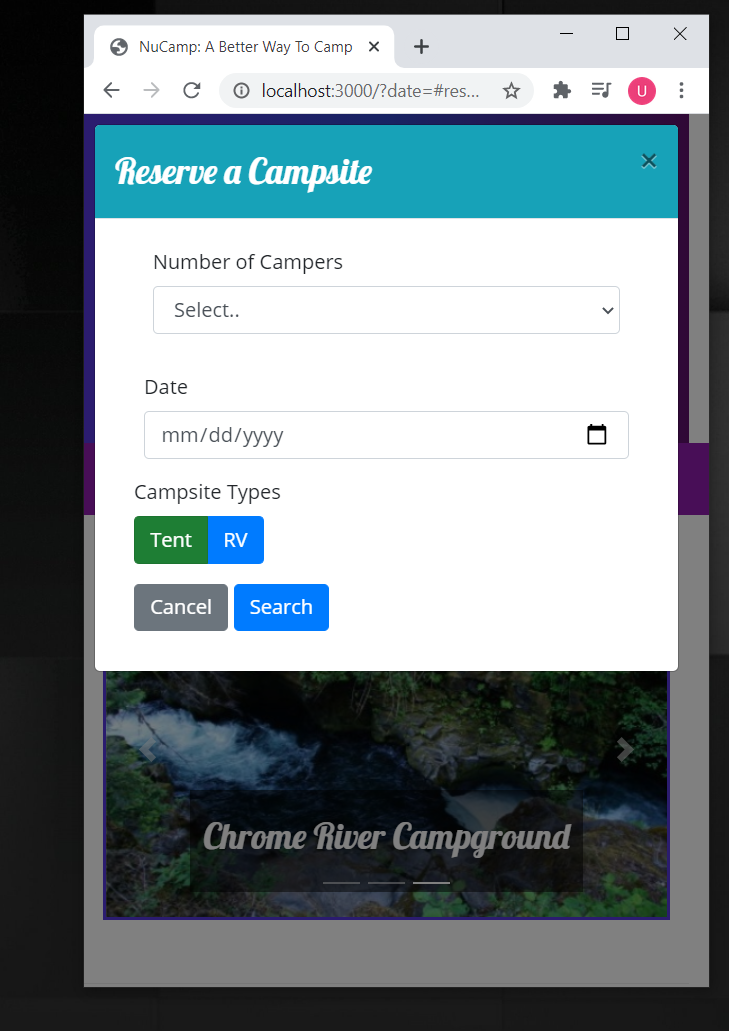 NuCamp: A Better Way To Camp
localhost:3000/?date=#res...
U
Reserve a Campsite
×
Number of Campers
Select..
Date
mm/dd/yyyy
Campsite Types
Tent RV
Cancel Search
Chrome River Campground